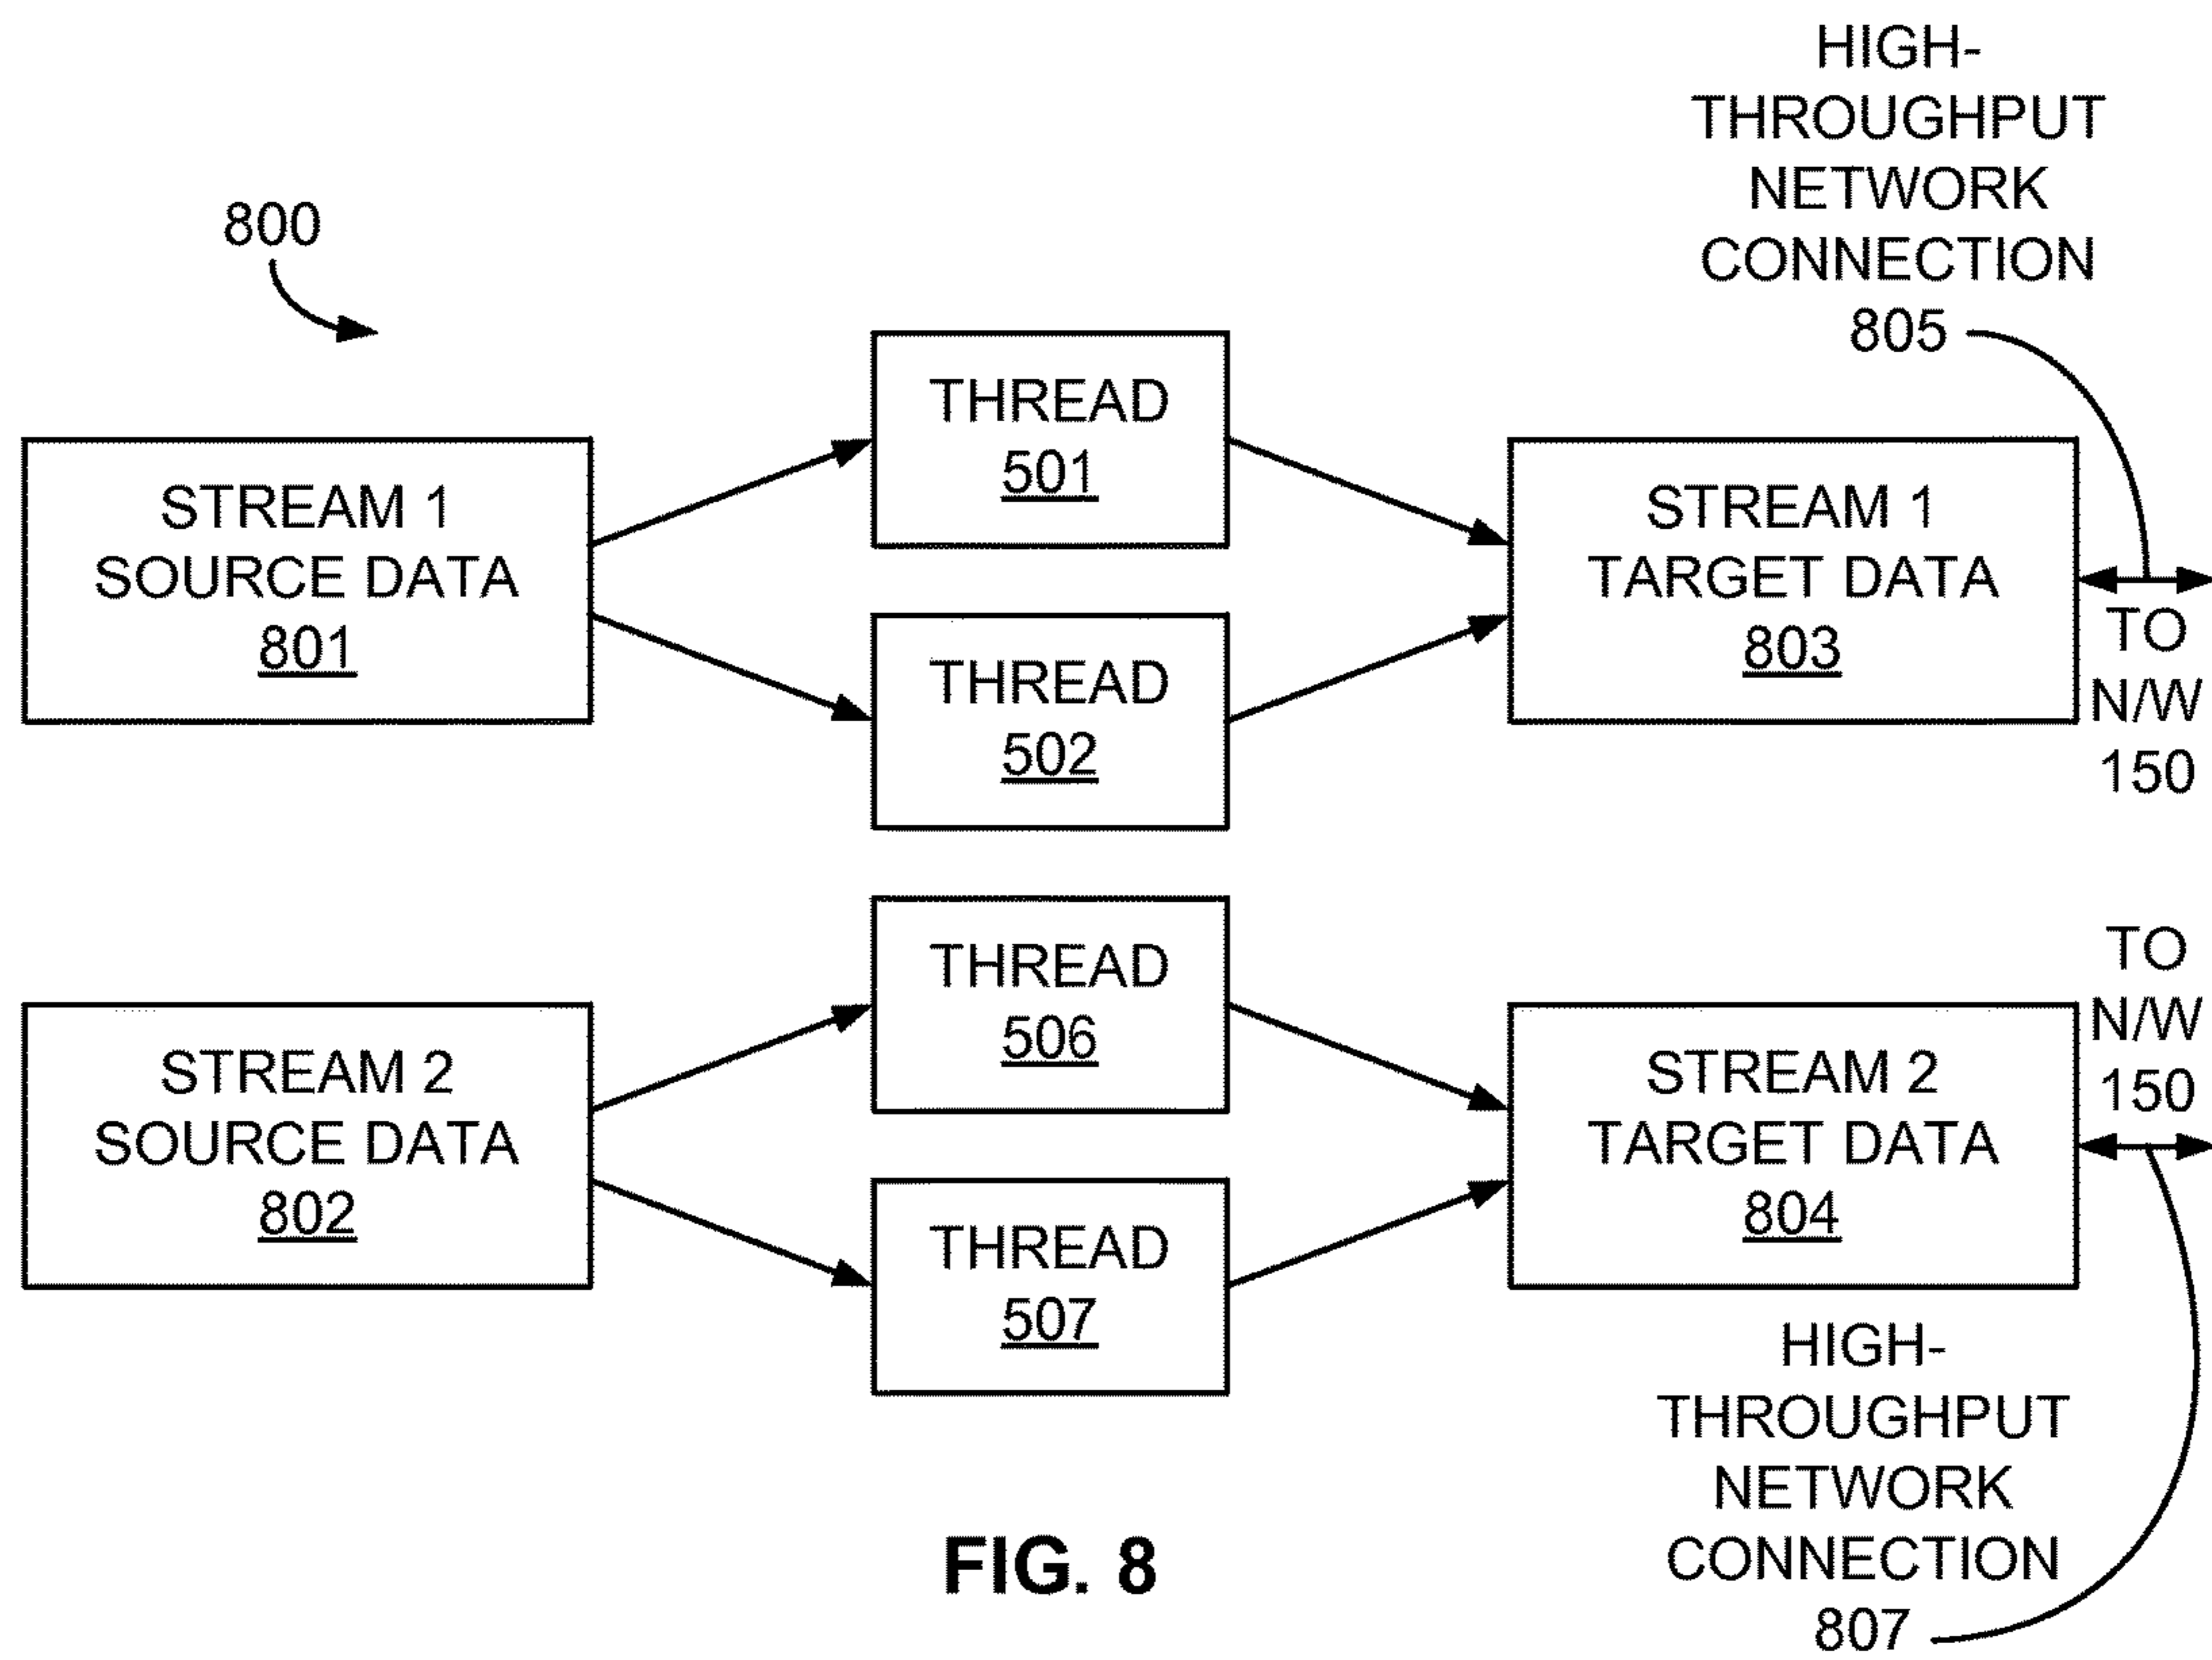 HIGH-
THROUGHPUT
NETWORK
CONNECTION
805
800
STREAM 1
SOURCE DATA
801
THREAD
501
THREAD
502
STREAM 1
TARGET DATA
803
TO
N/W
150
STREAM 2
SOURCE DATA
802
THREAD
506
THREAD
507
STREAM 2
TARGET DATA
804
TO
N/W
150
HIGH-
THROUGHPUT
NETWORK
CONNECTION
807
FIG. 8